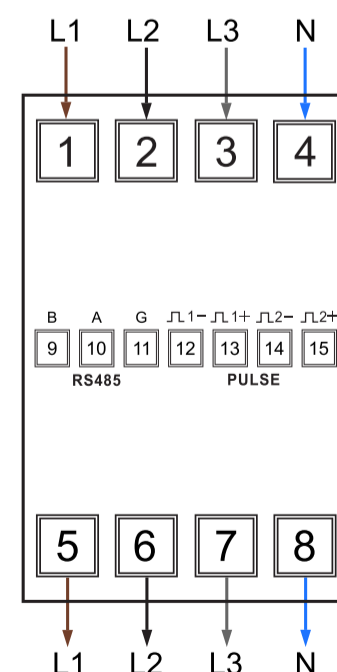 L1 L2 L3 N
1 2 3 4
B A G 1- 1+ 2- 2+
9 10 11 12 13 14 15
RS485 PULSE
5 6 7 8
L1 L2 L3 N